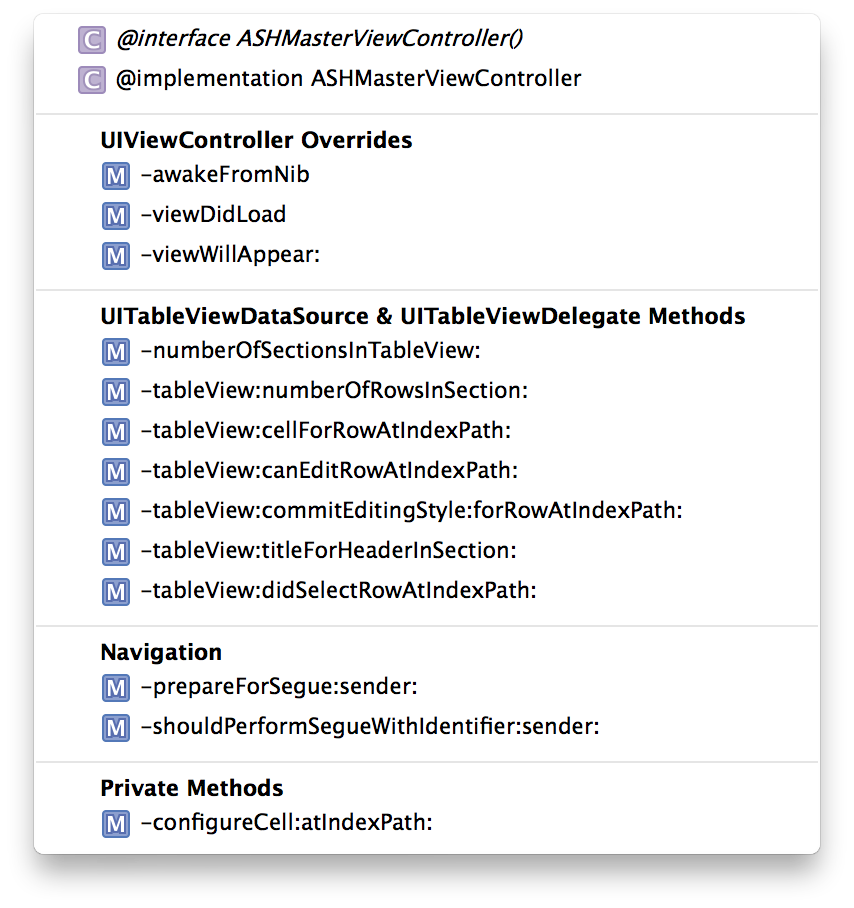 C @interface ASHMasterViewController()
C @implementation ASHMasterViewController
UIViewController Overrides
M -awakeFromNib
M -viewDidLoad
M -viewWillAppear:
UITableViewDataSource & UITableViewDelegate Methods
M -numberOfSectionsInTableView:
M -tableView:numberOfRowsInSection:
M -tableView:cellForRowAtIndexPath:
M -tableView:canEditRowAtIndexPath:
M -tableView:commitEditingStyle:forRowAtIndexPath:
M -tableView:titleForHeaderInSection:
M -tableView:didSelectRowAtIndexPath:
Navigation
M -prepareForSegue:sender:
M -shouldPerformSegueWithIdentifier:sender:
Private Methods
M -configureCell:atIndexPath: